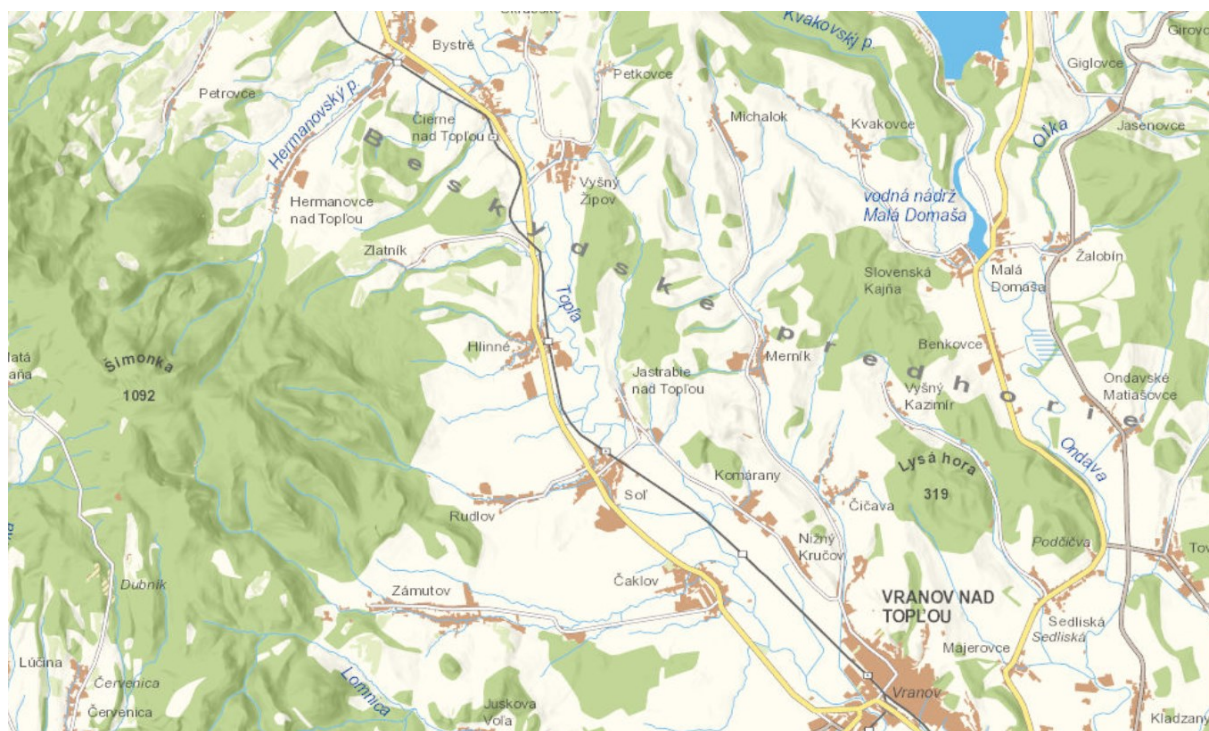 Kvakovský p.
Bystré
Giglovce
Petrovce
Petkovce
Hermanovský p.
Čierne
nad Topľou
Michalok
Kvakovce
Oľka
Jasenovce
Beskydské predhorie
Vyšný
Žipov
Hermanovce
nad Topľou
vodná nádrž
Malá Domaša
Zlatník
Slovenská
Kajňa
Malá
Domaša
Žalobín
Topľa
Hlinné
Merník
Benkovce
Šimonka
1092
Jastrabie
nad Topľou
Vyšný
Kazimír
Ondavské
Matiašovce
Ondava
Lysá hora
319
Komárany
Soľ
Čičava
Rudlov
Nižný
Kručov
Podčičva
Tov
Dubník
Čaklov
Zámutov
VRANOV NAD
TOPĽOU
Sedliská
Sedliská
Majerovce
Lúčina
Červenica
Červenica
Lomnica
Juskova
Voľa
Vranov
Kladzany